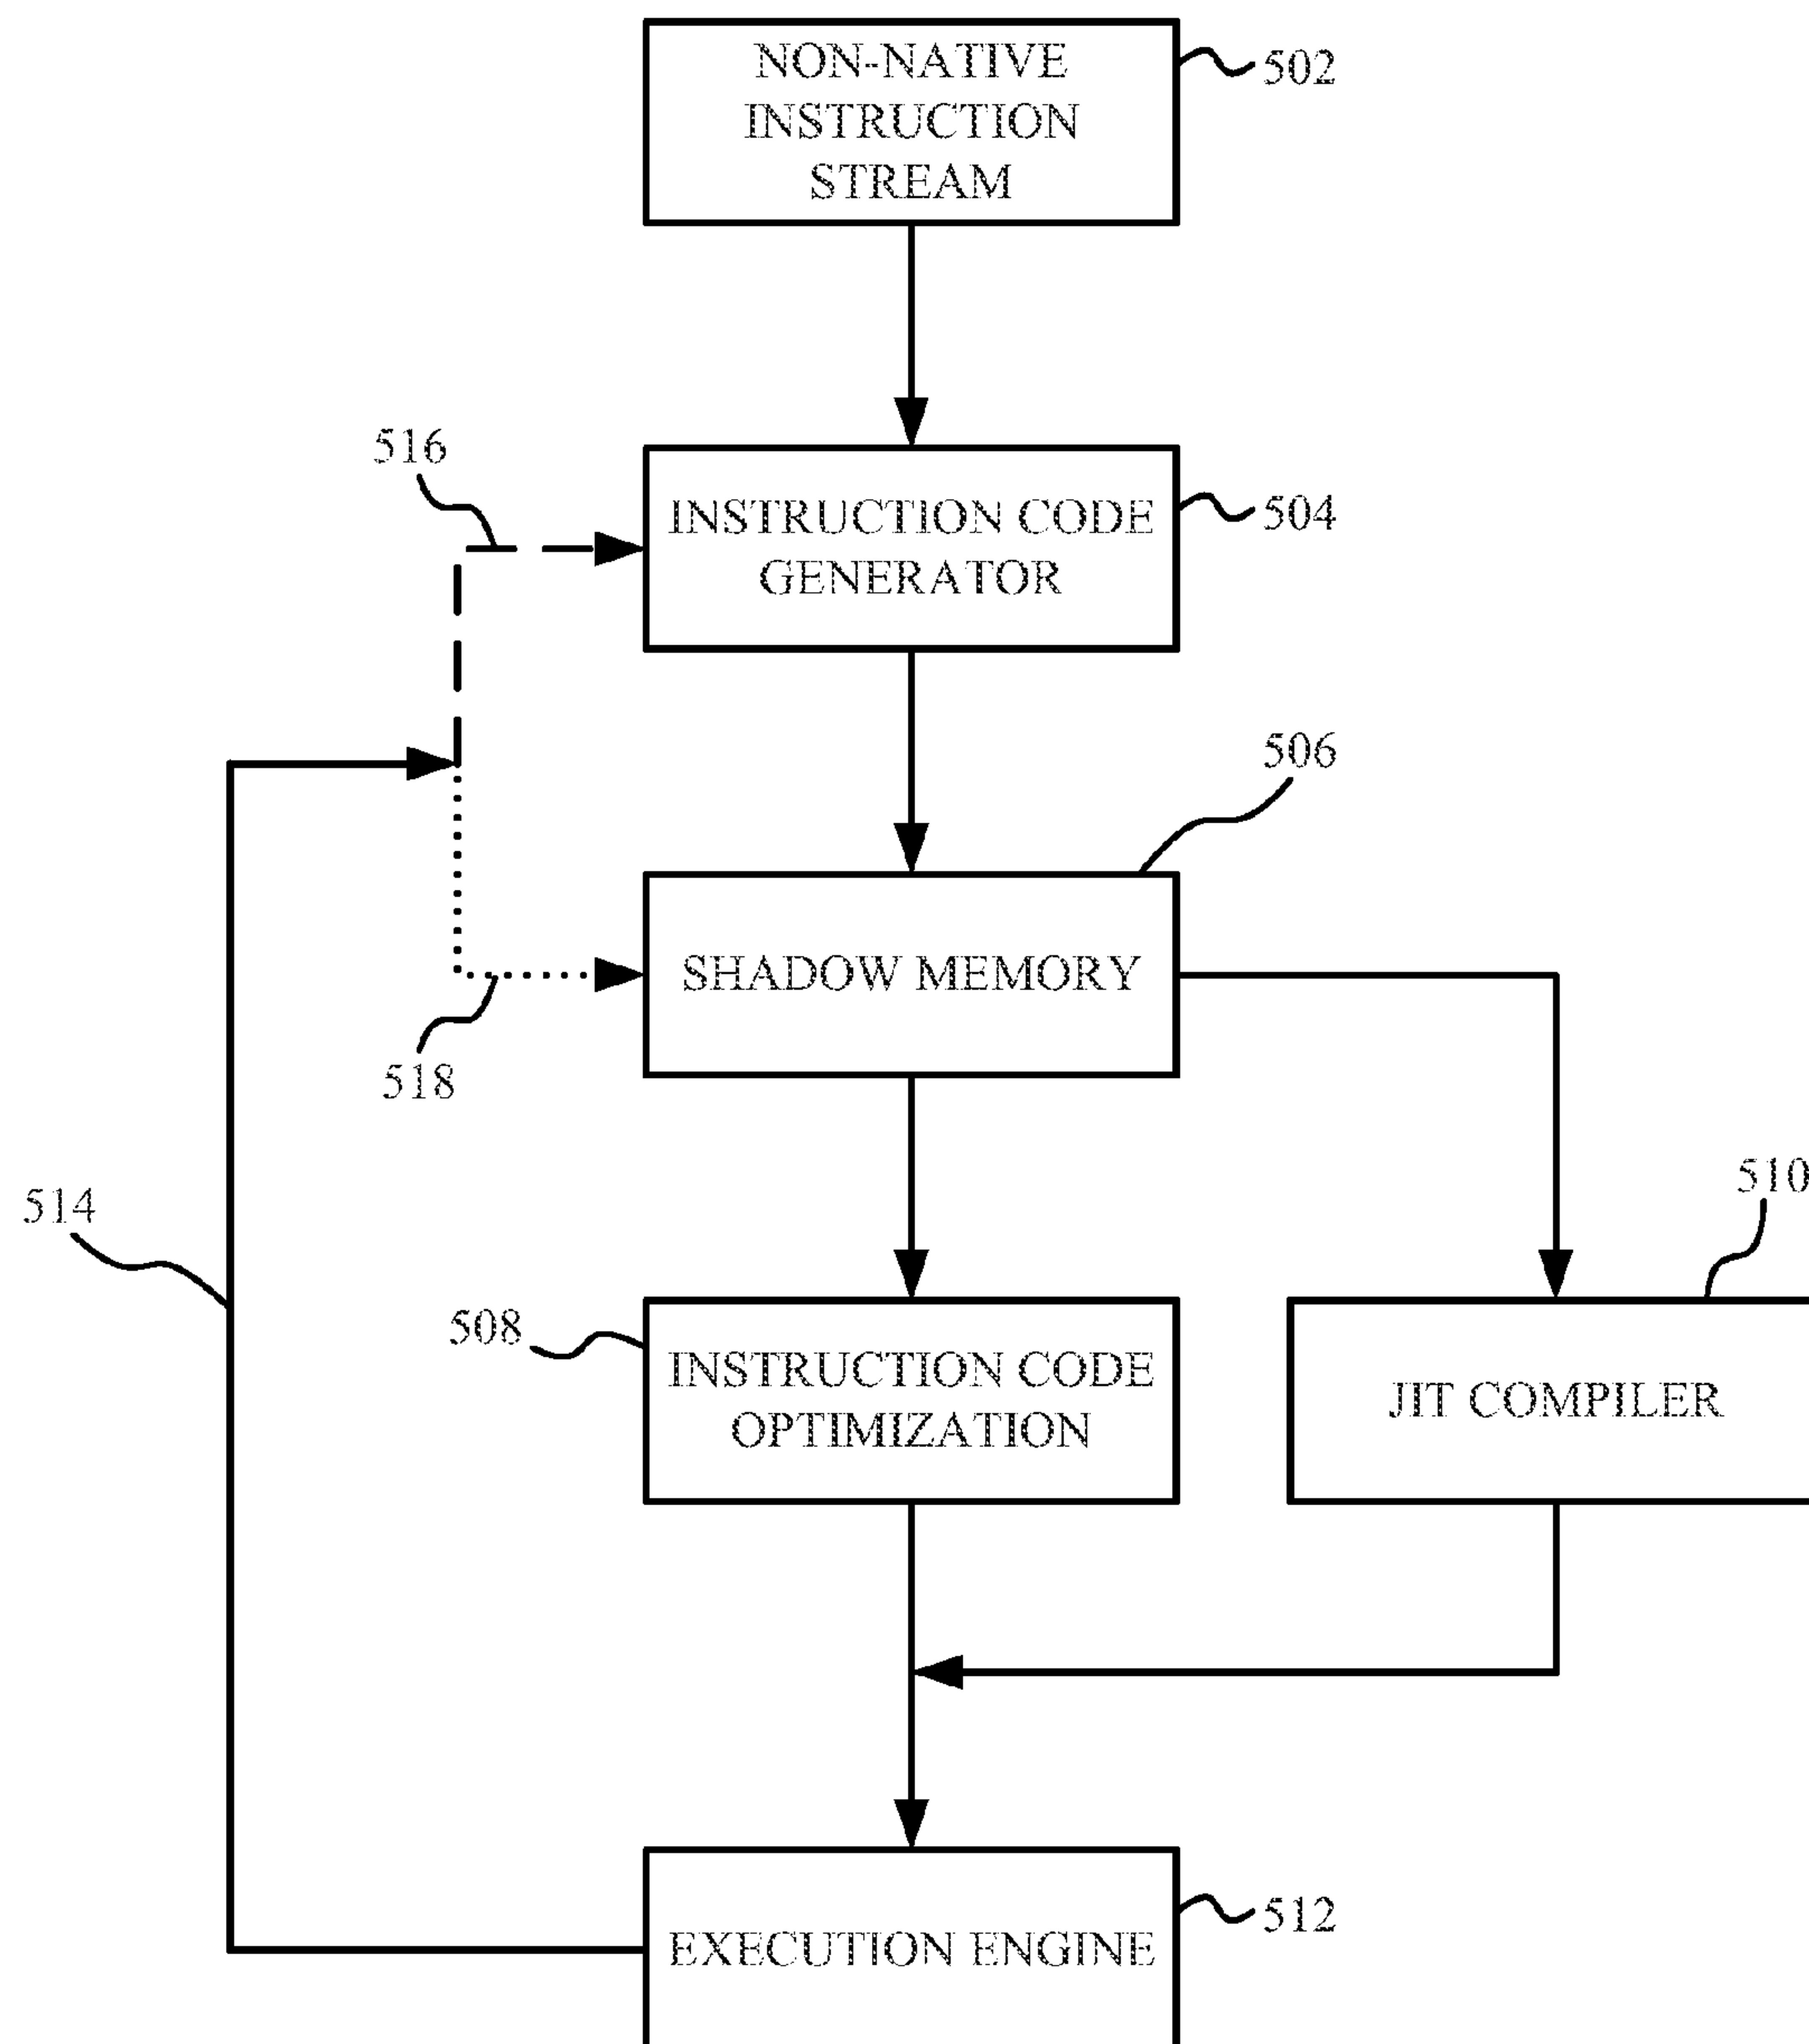 NON-NATIVE
INSTRUCTION
STREAM
502
516
INSTRUCTION CODE
GENERATOR
504
506
SHADOW MEMORY
518
510
514
508
INSTRUCTION CODE
OPTIMIZATION
JIT COMPILER
EXECUTION ENGINE
512